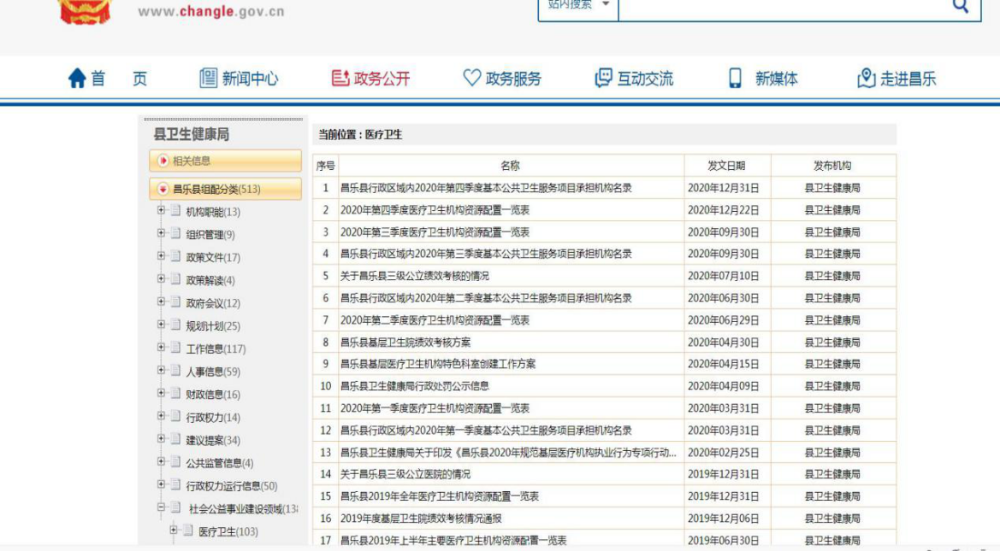 www.changle.gov.cn
站内搜索
首 页 新闻中心 政务公开 政务服务 互动交流 新媒体 走进昌乐
县卫生健康局
相关信息
昌乐县组配分类(513)
机构职能(13)
组织管理(9)
政策文件(17)
政策解读(4)
政府会议(12)
规划计划(25)
工作信息(117)
人事信息(59)
财政信息(16)
行政权力(14)
建议提案(34)
公共监管信息(4)
行政权力运行信息(50)
社会公益事业建设领域(13
医疗卫生(103)
当前位置：医疗卫生
序号 名称 发文日期 发布机构
1 昌乐县行政区域内2020年第四季度基本公共卫生服务项目承担机构名录 2020年12月31日 县卫生健康局
2 2020年第四季度医疗卫生机构资源配置一览表 2020年12月22日 县卫生健康局
3 2020年第三季度医疗卫生机构资源配置一览表 2020年09月30日 县卫生健康局
4 昌乐县行政区域内2020年第三季度基本公共卫生服务项目承担机构名录 2020年09月30日 县卫生健康局
5 关于昌乐县三级公立绩效考核的情况 2020年07月10日 县卫生健康局
6 昌乐县行政区域内2020年第二季度基本公共卫生服务项目承担机构名录 2020年06月30日 县卫生健康局
7 2020年第二季度医疗卫生机构资源配置一览表 2020年06月29日 县卫生健康局
8 昌乐县基层卫生院绩效考核方案 2020年04月30日 县卫生健康局
9 昌乐县基层医疗卫生机构特色科室创建工作方案 2020年04月15日 县卫生健康局
10 昌乐县卫生健康局行政处罚公示信息 2020年04月09日 县卫生健康局
11 2020年第一季度医疗卫生机构资源配置一览表 2020年03月31日 县卫生健康局
12 昌乐县行政区域内2020年第一季度基本公共卫生服务项目承担机构名录 2020年03月31日 县卫生健康局
13 昌乐县卫生健康局关于印发《昌乐县2020年规范基层医疗机构执业行为专项行动... 2020年02月25日 县卫生健康局
14 关于昌乐县三级公立医院的情况 2019年12月31日 县卫生健康局
15 昌乐县2019年全年医疗卫生机构资源配置一览表 2019年12月31日 县卫生健康局
16 2019年度基层卫生院绩效考核情况通报 2019年12月06日 县卫生健康局
17 昌乐县2019年上半年主要医疗卫生机构资源配置一览表 2019年06月30日 县卫生健康局